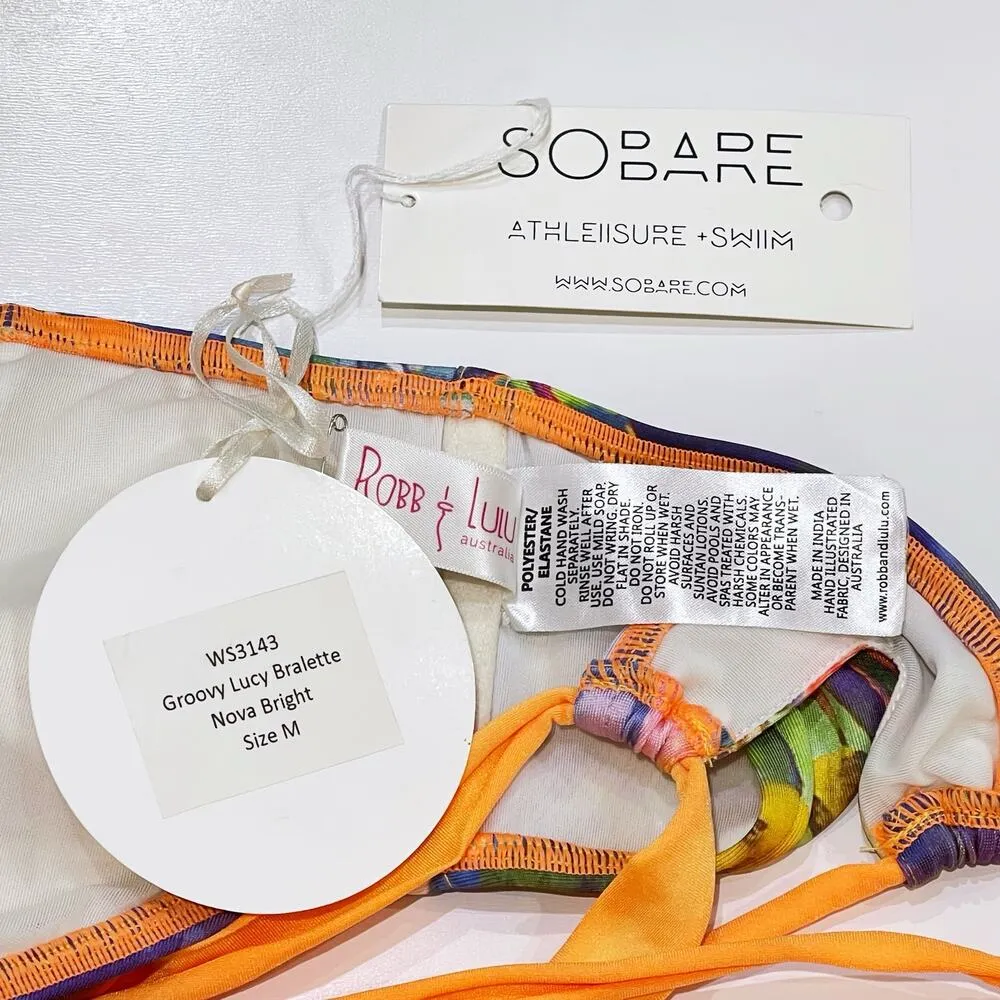 SOBARE
ATHLEIISURE +SWIIM
WWW.SOBARE.COM
ROBB & LULU
australia
POLYESTER/
ELASTANE
COLD HAND WASH
SEPARATELY.
RINSE WELL AFTER
USE, USE MILD SOAP.
DO NOT WRING. DRY
FLAT IN SHADE.
DO NOT IRON.
DO NOT ROLL UP OR
STORE WHEN WET.
AVOID HARSH
SURFACES AND
SUNTAN LOTIONS.
AVOID POOLS AND
SPAS TREATED WITH
HARSH CHEMICALS.
SOME COLORS MAY
ALTER IN APPEARANCE
OR BECOME TRANS-
PARENT WHEN WET.
MADE IN INDIA
HAND ILLUSTRATED
FABRIC, DESIGNED IN
AUSTRALIA
www.robbandlulu.com
WS3143
Groovy Lucy Bralette
Nova Bright
Size M